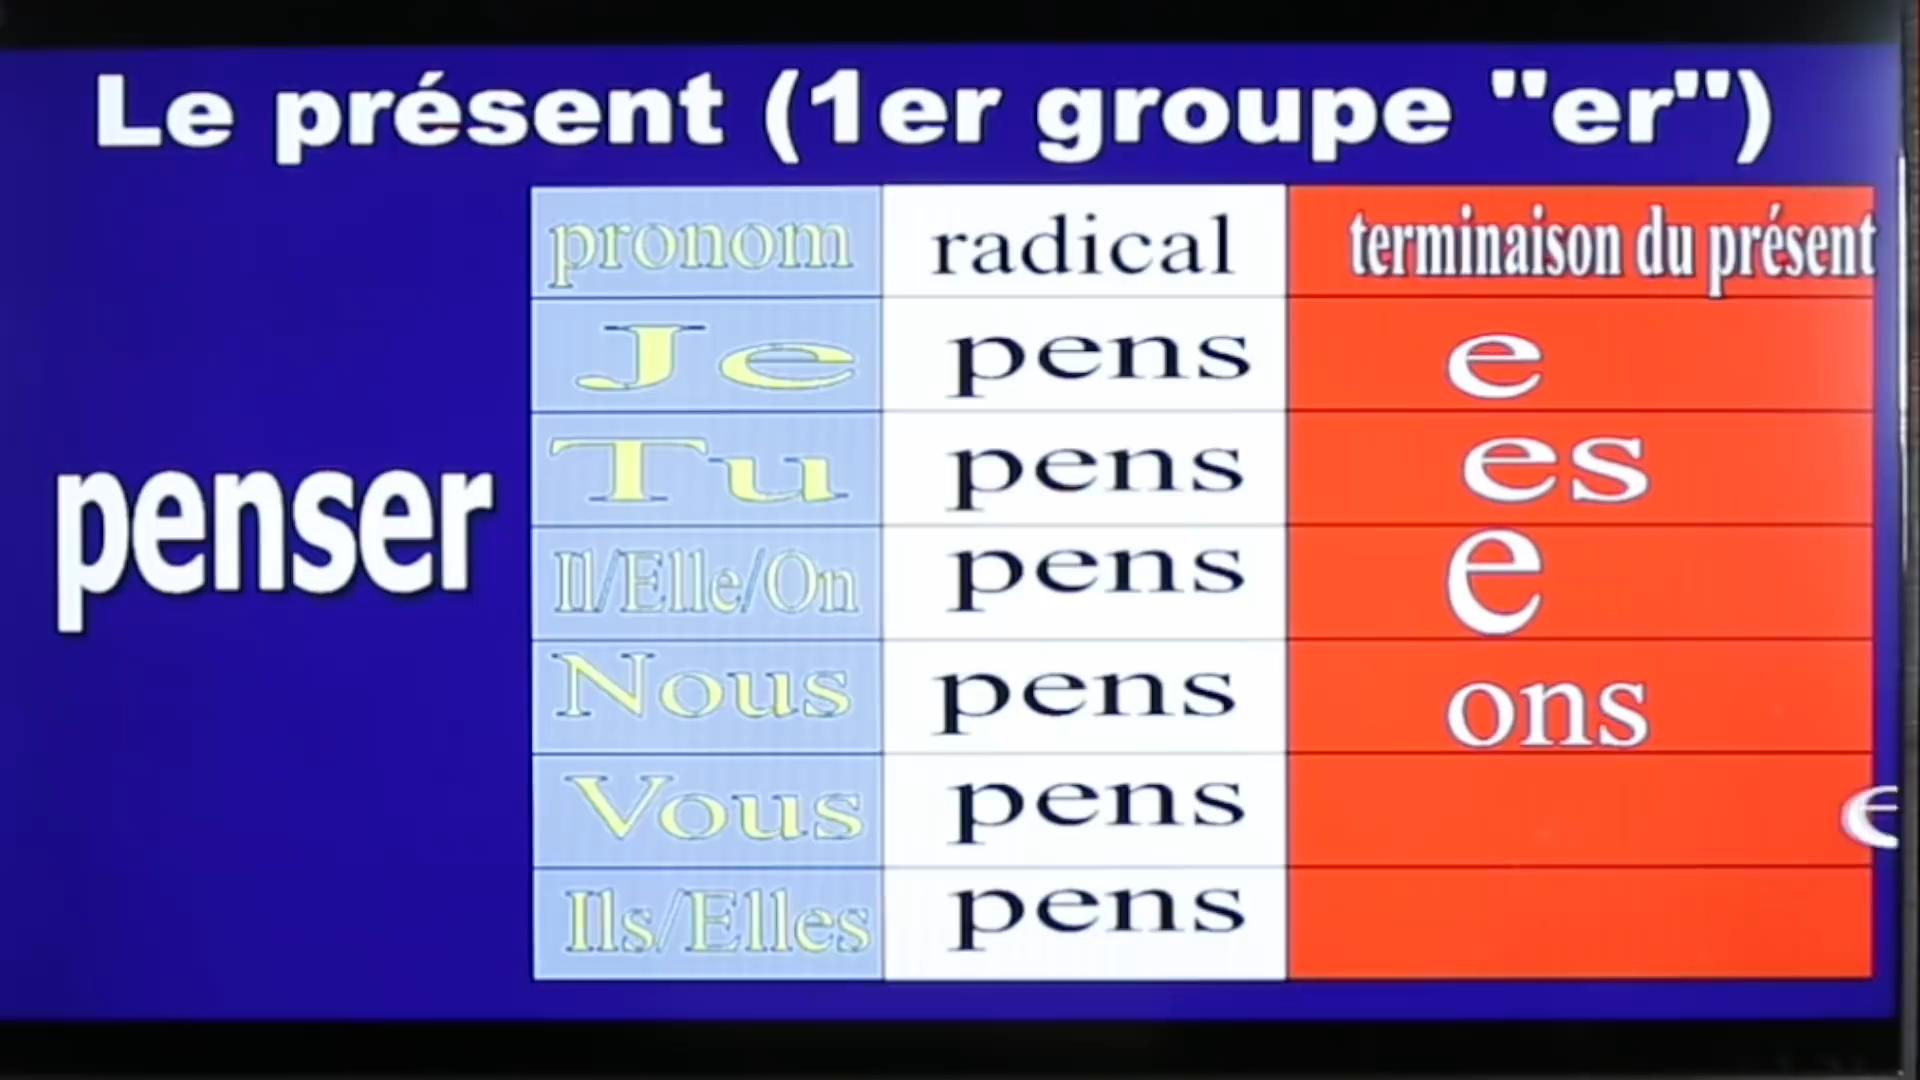 Le présent (1er groupe "er")
pronom radical terminaison du présent
Je pens e
Tu pens es
penser
Il/Elle/On pens e
Nous pens ons
Vous pens e
Ils/Elles pens